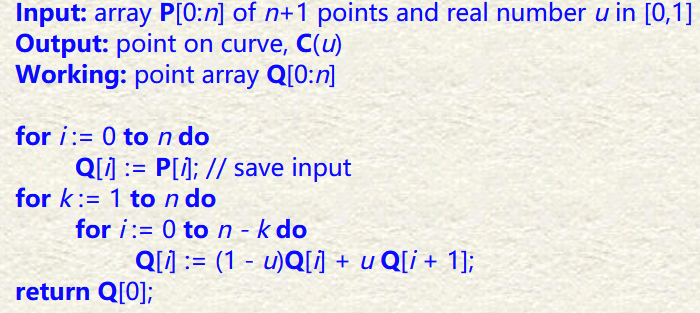 Input: array P[0:n] of n+1 points and real number u in [0,1]
Output: point on curve, C(u)
Working: point array Q[0:n]
for i := 0 to n do
Q[i] := P[i]; // save input
for k := 1 to n do
for i := 0 to n - k do
Q[i] := (1 - u)Q[i] + u Q[i + 1];
return Q[0];